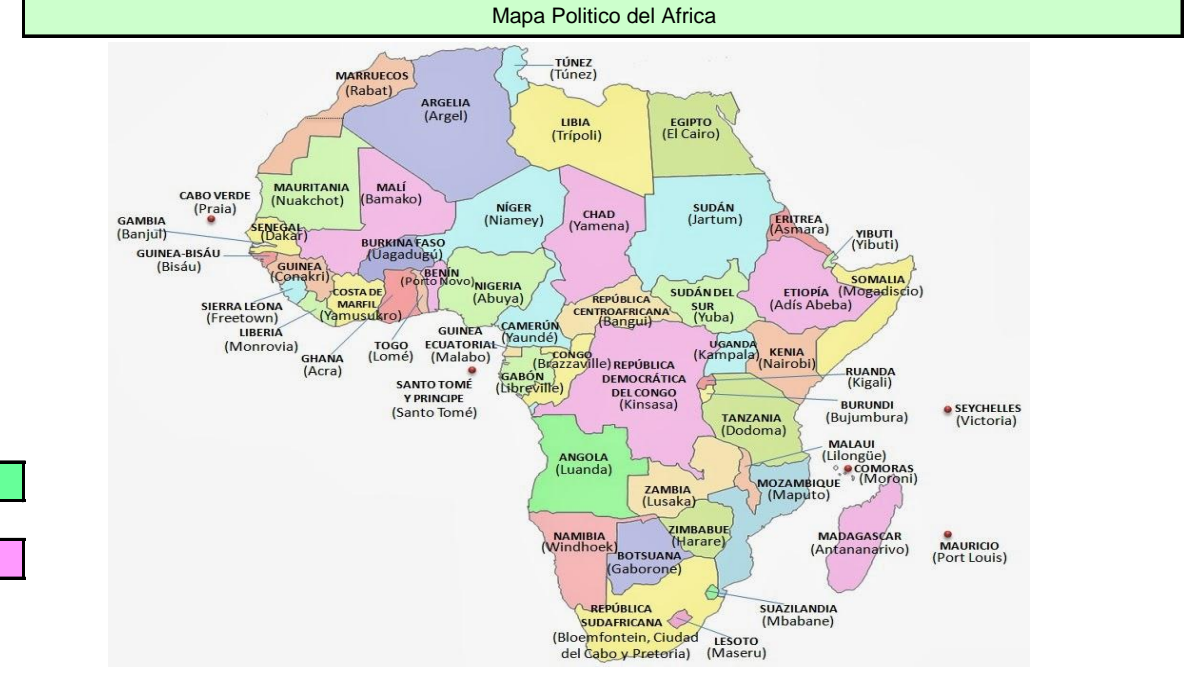 Mapa Politico del Africa
TÚNEZ
(Túnez)
MARRUECOS
(Rabat)
ARGELIA
(Argel)
LIBIA
(Trípoli)
EGIPTO
(El Cairo)
MAURITANIA
(Nuakchot)
MALÍ
(Bamako)
CABO VERDE
(Praia)
NÍGER
(Niamey)
CHAD
(Yamena)
SUDÁN
(Jartum)
ERITREA
(Asmara)
GAMBIA
(Banjul)
SENEGAL
(Dakar)
YIBUTI
(Yibuti)
GUINEA-BISÁU
(Bisáu)
BURKINA FASO
(Uagadugú)
GUINEA
(Conakri)
BENÍN
(Porto Novo)
NIGERIA
(Abuya)
SOMALIA
(Mogadiscio)
ETIOPÍA
(Adís Abeba)
COSTA DE
MARFIL
(Yamusukro)
REPÚBLICA
CENTROAFRICANA
(Bangui)
SUDÁN DEL
SUR
(Yuba)
SIERRA LEONA
(Freetown)
LIBERIA
(Monrovia)
GHANA
(Acra)
TOGO
(Lomé)
GUINEA
ECUATORIAL
(Malabo)
CAMERÚN
(Yaundé)
CONGO
(Brazzaville)
GABÓN
(Libreville)
REPÚBLICA
DEMOCRÁTICA
DEL CONGO
(Kinsasa)
UGANDA
(Kampala)
KENIA
(Nairobi)
RUANDA
(Kigali)
SANTO TOMÉ
Y PRINCIPE
(Santo Tomé)
BURUNDI
(Bujumbura)
SEYCHELLES
(Victoria)
TANZANIA
(Dodoma)
ANGOLA
(Luanda)
MALAUI
(Lilongüe)
COMORAS
(Moroni)
ZAMBIA
(Lusaka)
MOZAMBIQUE
(Maputo)
NAMIBIA
(Windhoek)
ZIMBABUE
(Harare)
BOTSUANA
(Gaborone)
MADAGASCAR
(Antananarivo)
MAURICIO
(Port Louis)
REPÚBLICA
SUDAFRICANA
(Bloemfontein, Ciudad
del Cabo y Pretoria)
SUAZILANDIA
(Mbabane)
LESOTO
(Maseru)